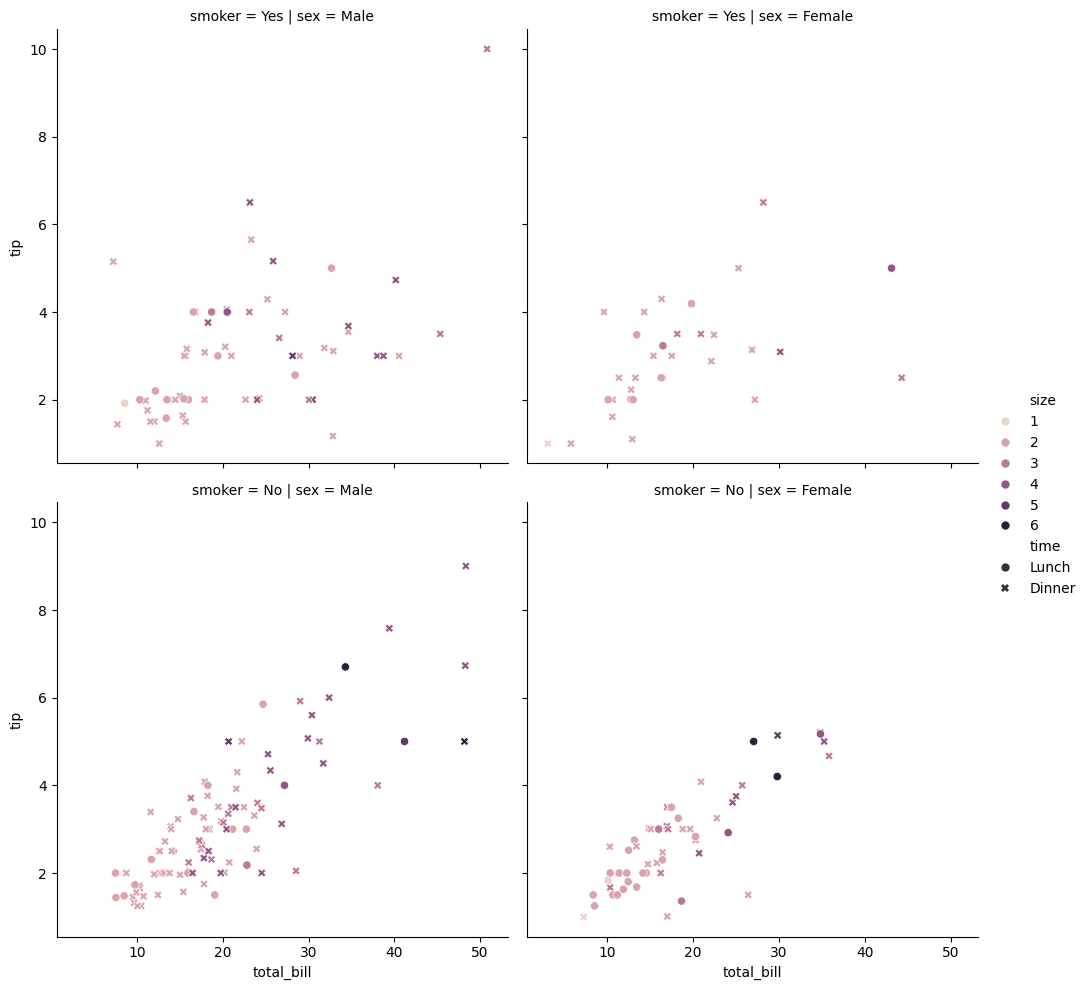 smoker = Yes | sex = Male
smoker = Yes | sex = Female
10
8
6
4
2
tip
smoker = No | sex = Male
smoker = No | sex = Female
10
8
6
4
2
tip
10 20 30 40 50
10 20 30 40 50
total_bill
total_bill
size
1
2
3
4
5
6
time
Lunch
Dinner